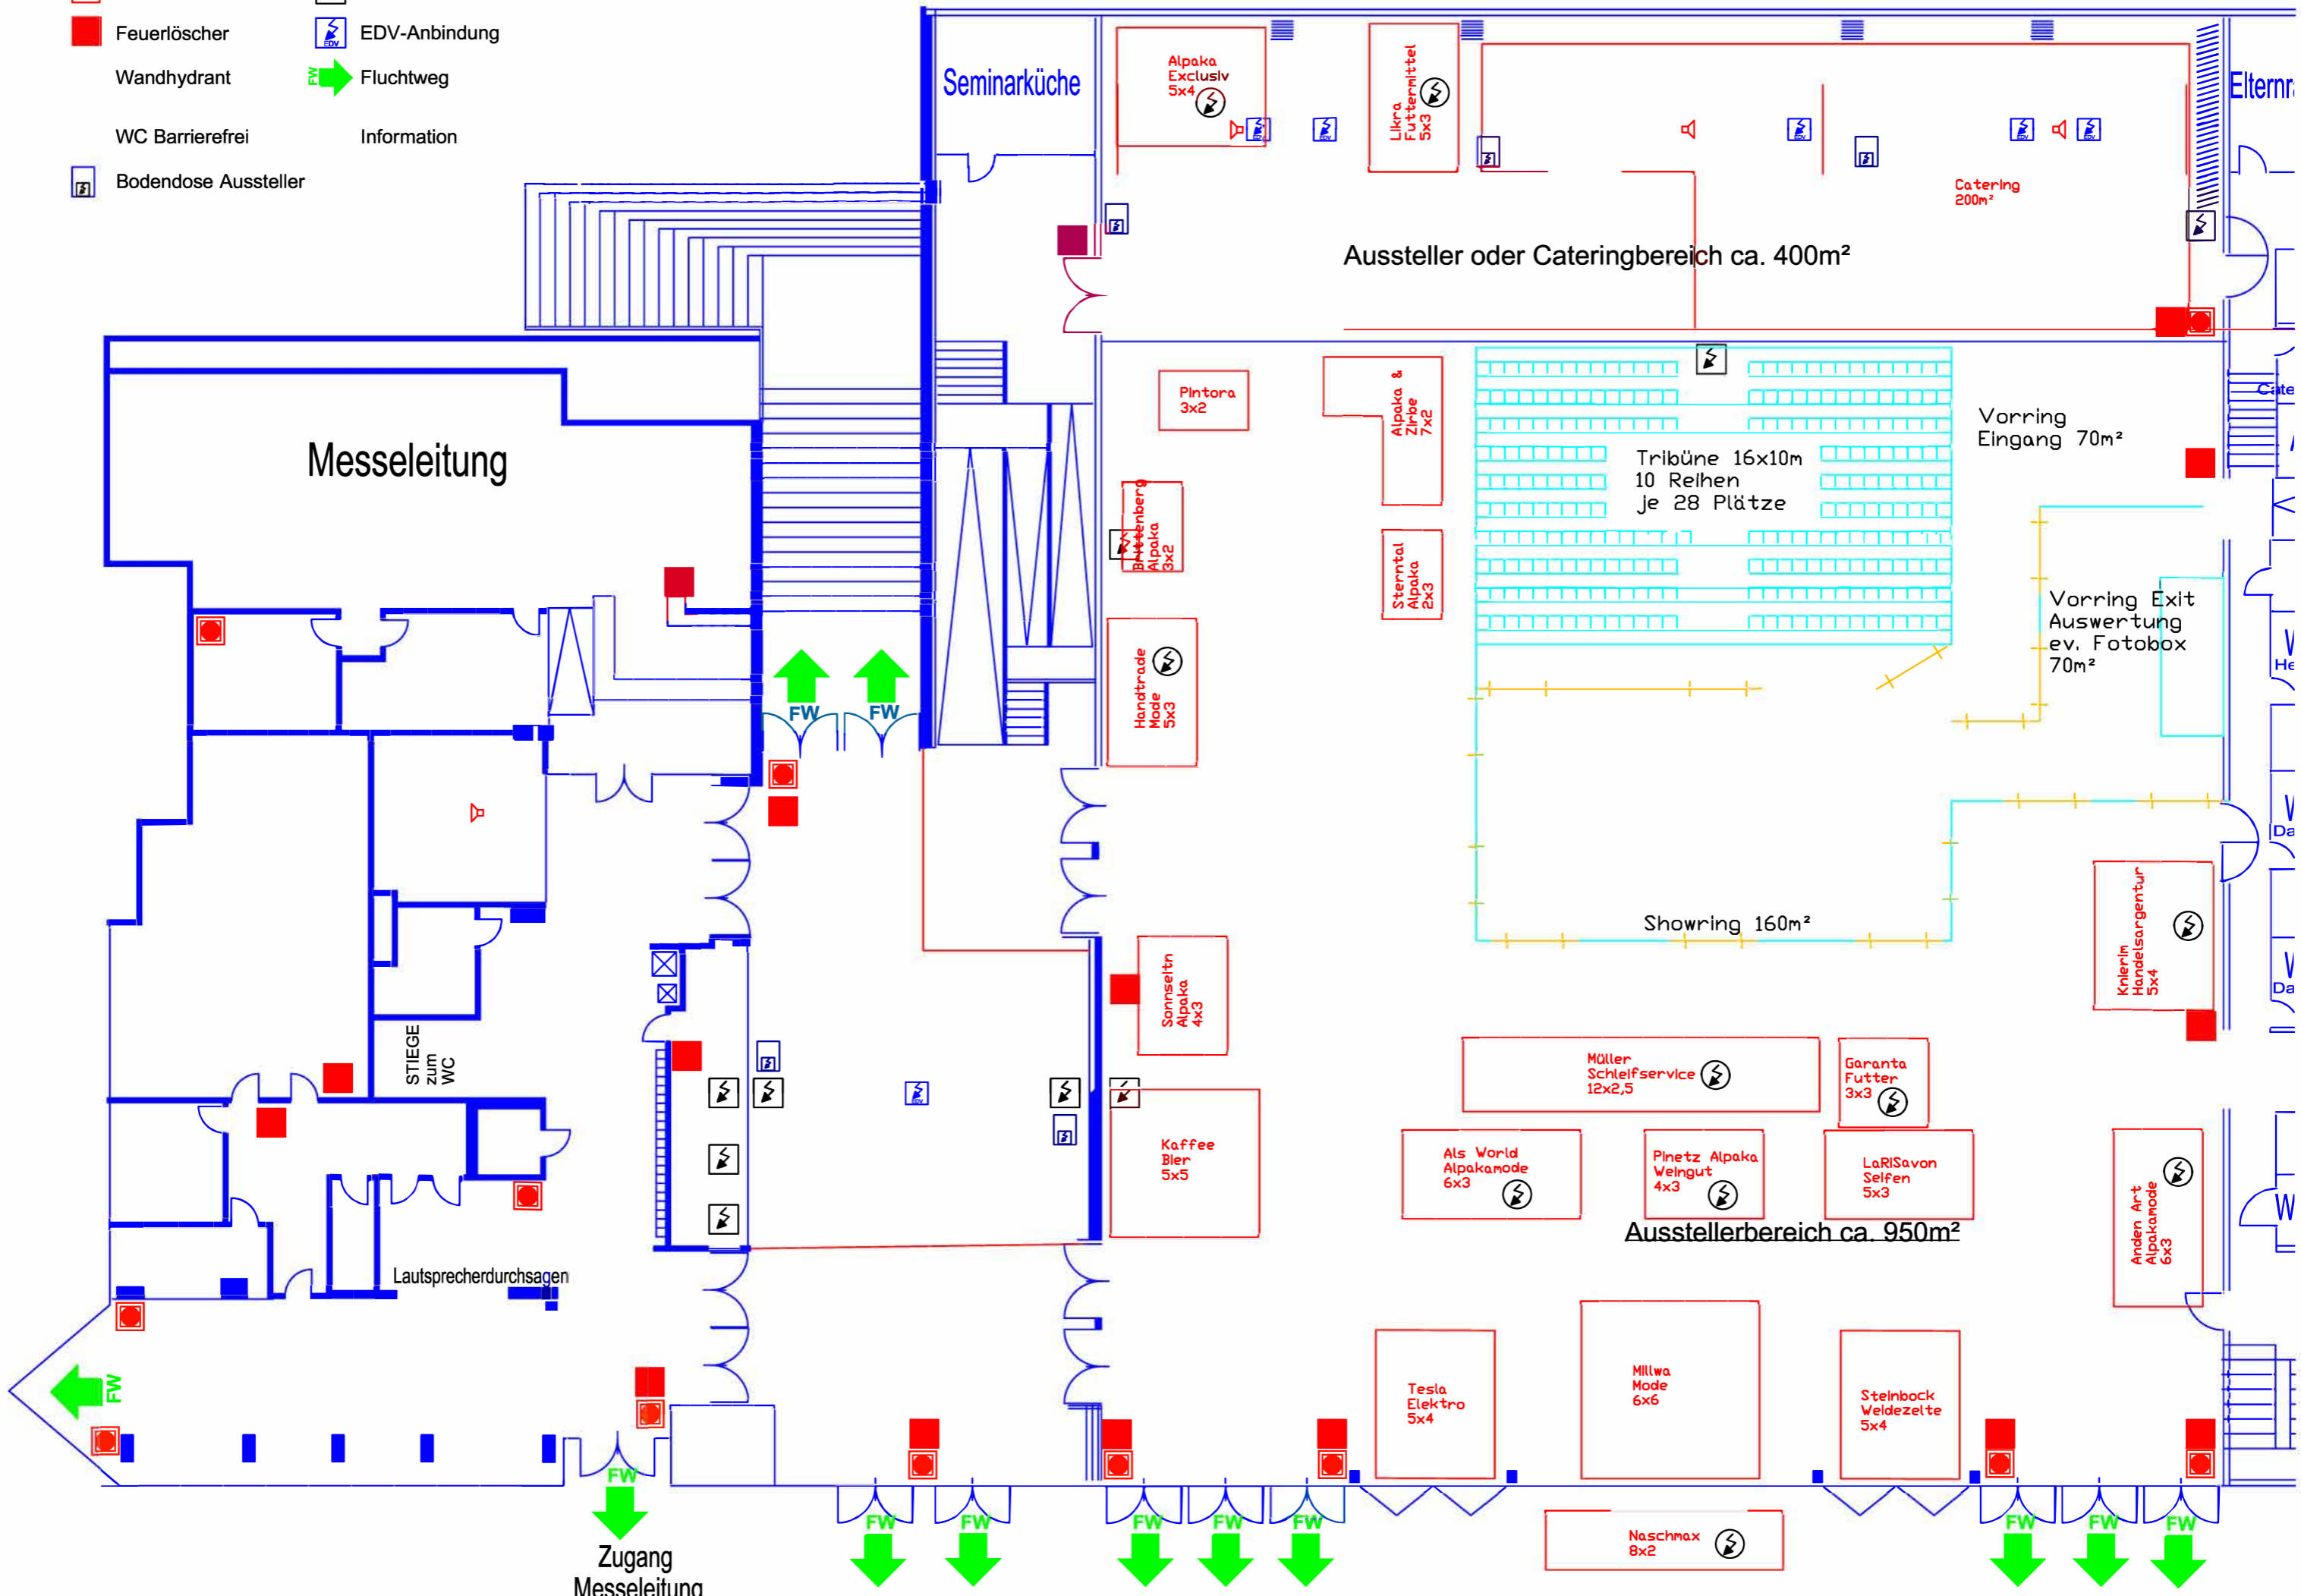 Feuerlöscher
EDV-Anbindung
EDV
Wandhydrant
FW
Fluchtweg
WC Barrierefrei
Information
Bodendose Aussteller
Seminarküche
Alpaka
Exclusiv
5x4
EDV
Likra
Futtermittel
5x3
Catering
200m²
Aussteller oder Cateringbereich ca. 400m²
Messeleitung
Pintora
3x2
Alpaka &
Zirbe
7x2
Tribüne 16x10m
10 Reihen
je 28 Plätze
Vorring
Eingang 70m²
Brittenberg
Alpaka
3x2
Sterntal
Alpaka
2x3
Vorring Exit
Auswertung
ev. Fotobox
70m²
Handtrade
Mode
5x3
FW
FW
Showring 160m²
Knierim
Handelsargentur
5x4
Sonnseitn
Alpaka
4x3
STIEGE
zum
WC
Müller
Schleifservice
12x2,5
Garanta
Futter
3x3
EDV
Kaffee
Bier
5x5
Als World
Alpakamode
6x3
Pinetz Alpaka
Weingut
4x3
LaRISavon
Seifen
5x3
Anden Art
Alpakamode
6x3
Ausstellerbereich ca. 950m²
Lautsprecherdurchsagen
FW
Tesla
Elektro
5x4
Millwa
Mode
6x6
Steinbock
Weidezelte
5x4
FW
FW
FW
FW
FW
FW
FW
FW
FW
Naschmax
8x2
Zugang
Messeleitung